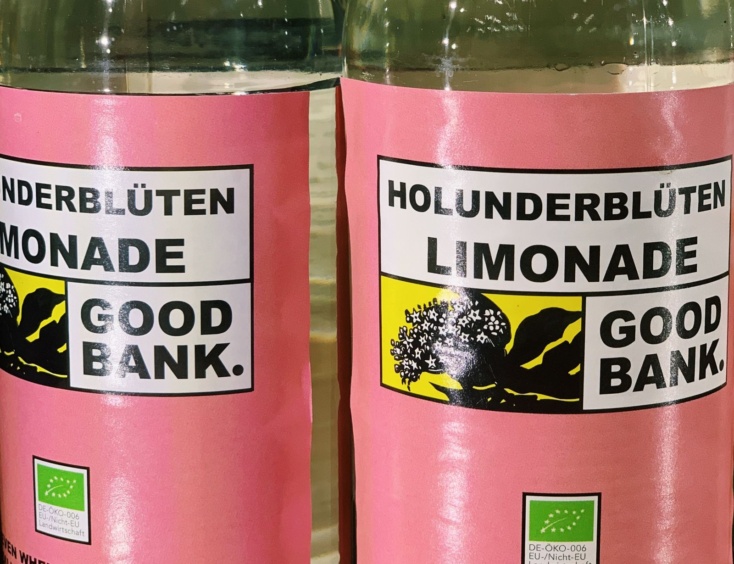 NDERBLÜTEN
MONADE
GOOD
BANK.
DE-ÖKO-006
EU-/Nicht-EU
Landwirtschaft
HOLUNDERBLÜTEN
LIMONADE
GOOD
BANK.
DE-ÖKO-006
EU-/Nicht-EU